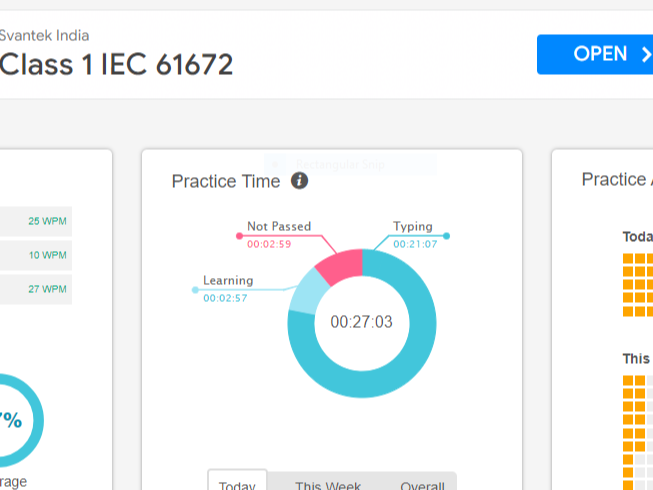 Svantek India
Class 1 IEC 61672
OPEN
Practice Time
Rectangular Snip
Practice
25 WPM
10 WPM
27 WPM
Not Passed
00:02:59
Typing
00:21:07
Learning
00:02:57
00:27:03
Toda
This
7%
rage
Today
This Week
Overall